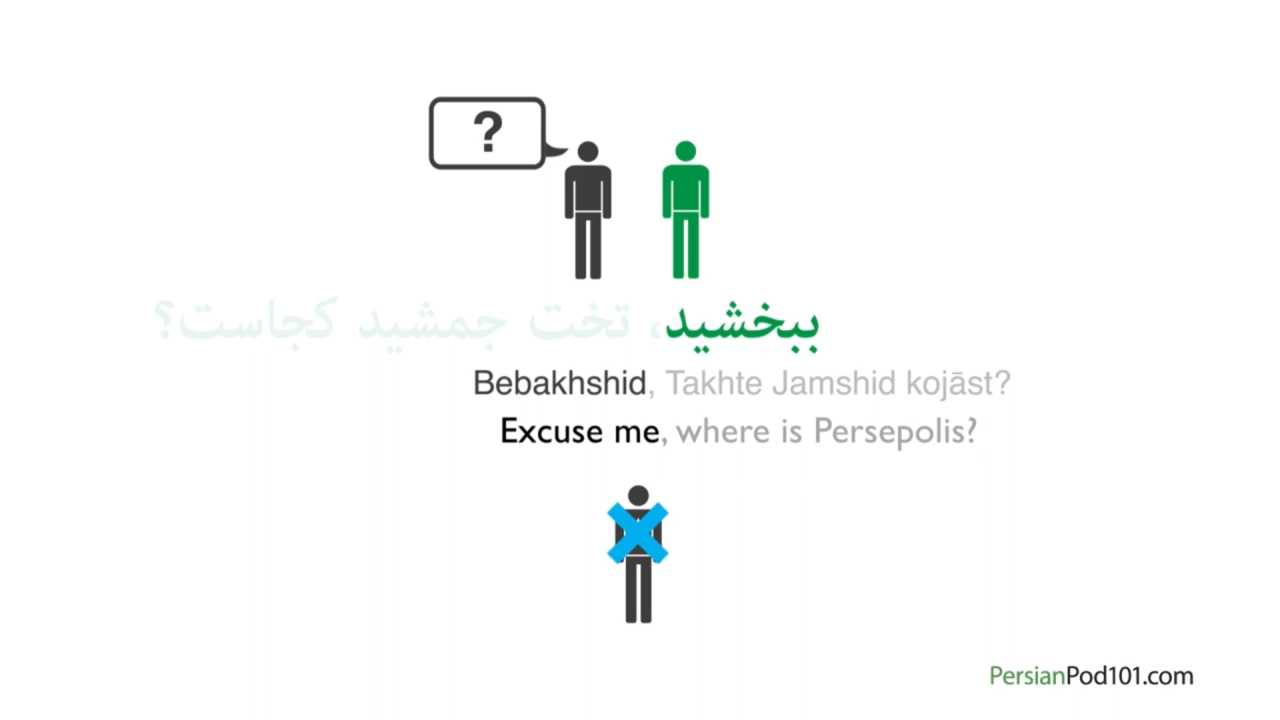 ?
ببخشید، تخت جمشید کجاست؟
Bebakhshid, Takhte Jamshid kojāst?
Excuse me, where is Persepolis?
PersianPod101.com